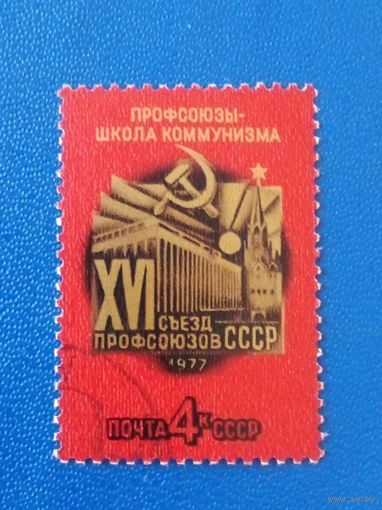 ПРОФСОЮЗЫ-
ШКОЛА КОММУНИЗМА
XVI СЪЕЗД
ПРОФСОЮЗОВ СССР
1977
ПОЧТА 4К СССР